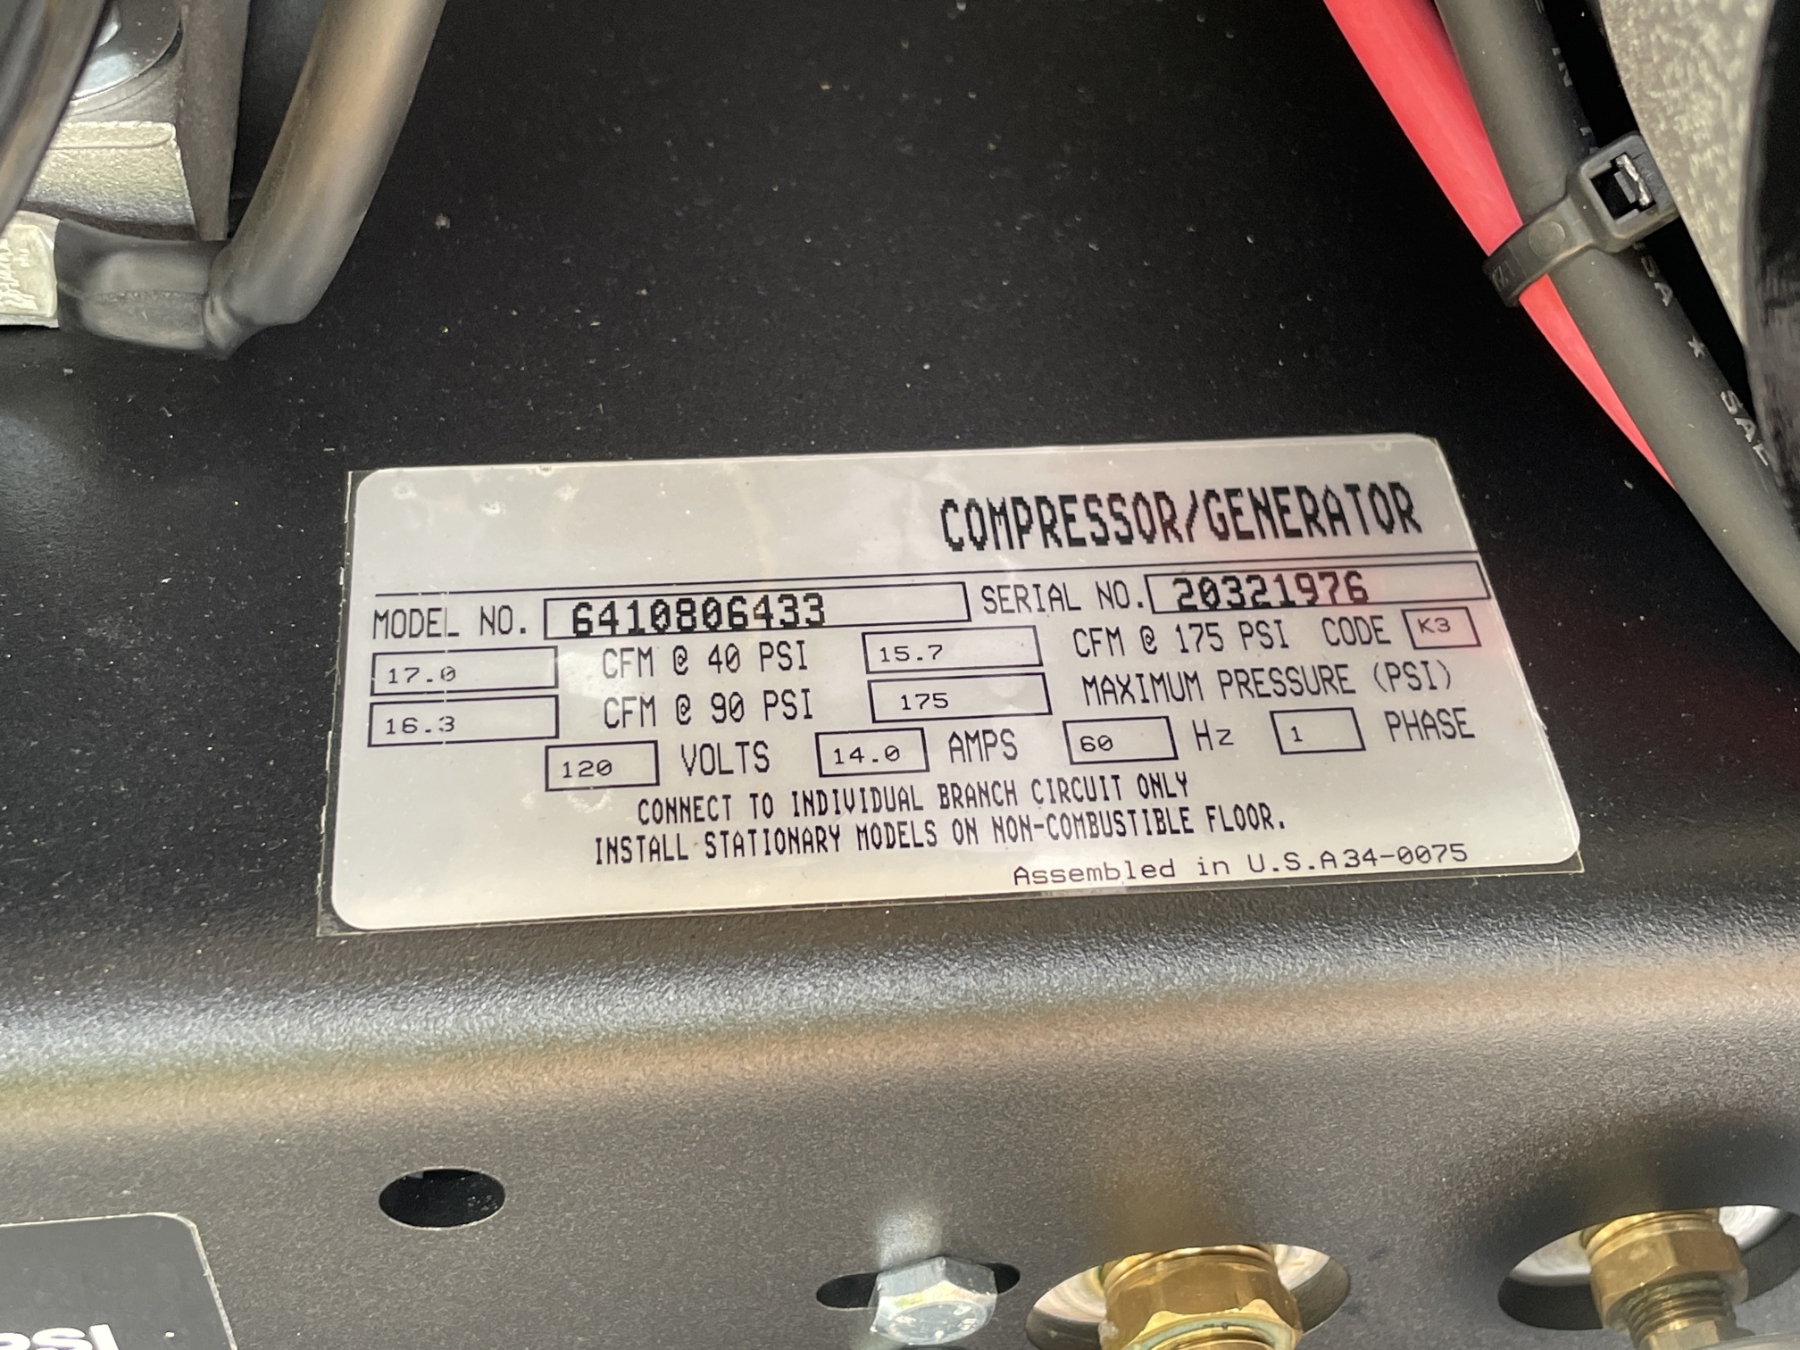 COMPRESSOR/GENERATOR
MODEL NO. 6410806433 SERIAL NO. 20321976
17.0 CFM @ 40 PSI 15.7 CFM @ 175 PSI CODE K3
16.3 CFM @ 90 PSI 175 MAXIMUM PRESSURE (PSI)
120 VOLTS 14.0 AMPS 60 Hz 1 PHASE
CONNECT TO INDIVIDUAL BRANCH CIRCUIT ONLY
INSTALL STATIONARY MODELS ON NON-COMBUSTIBLE FLOOR.
Assembled in U.S.A 34-0075